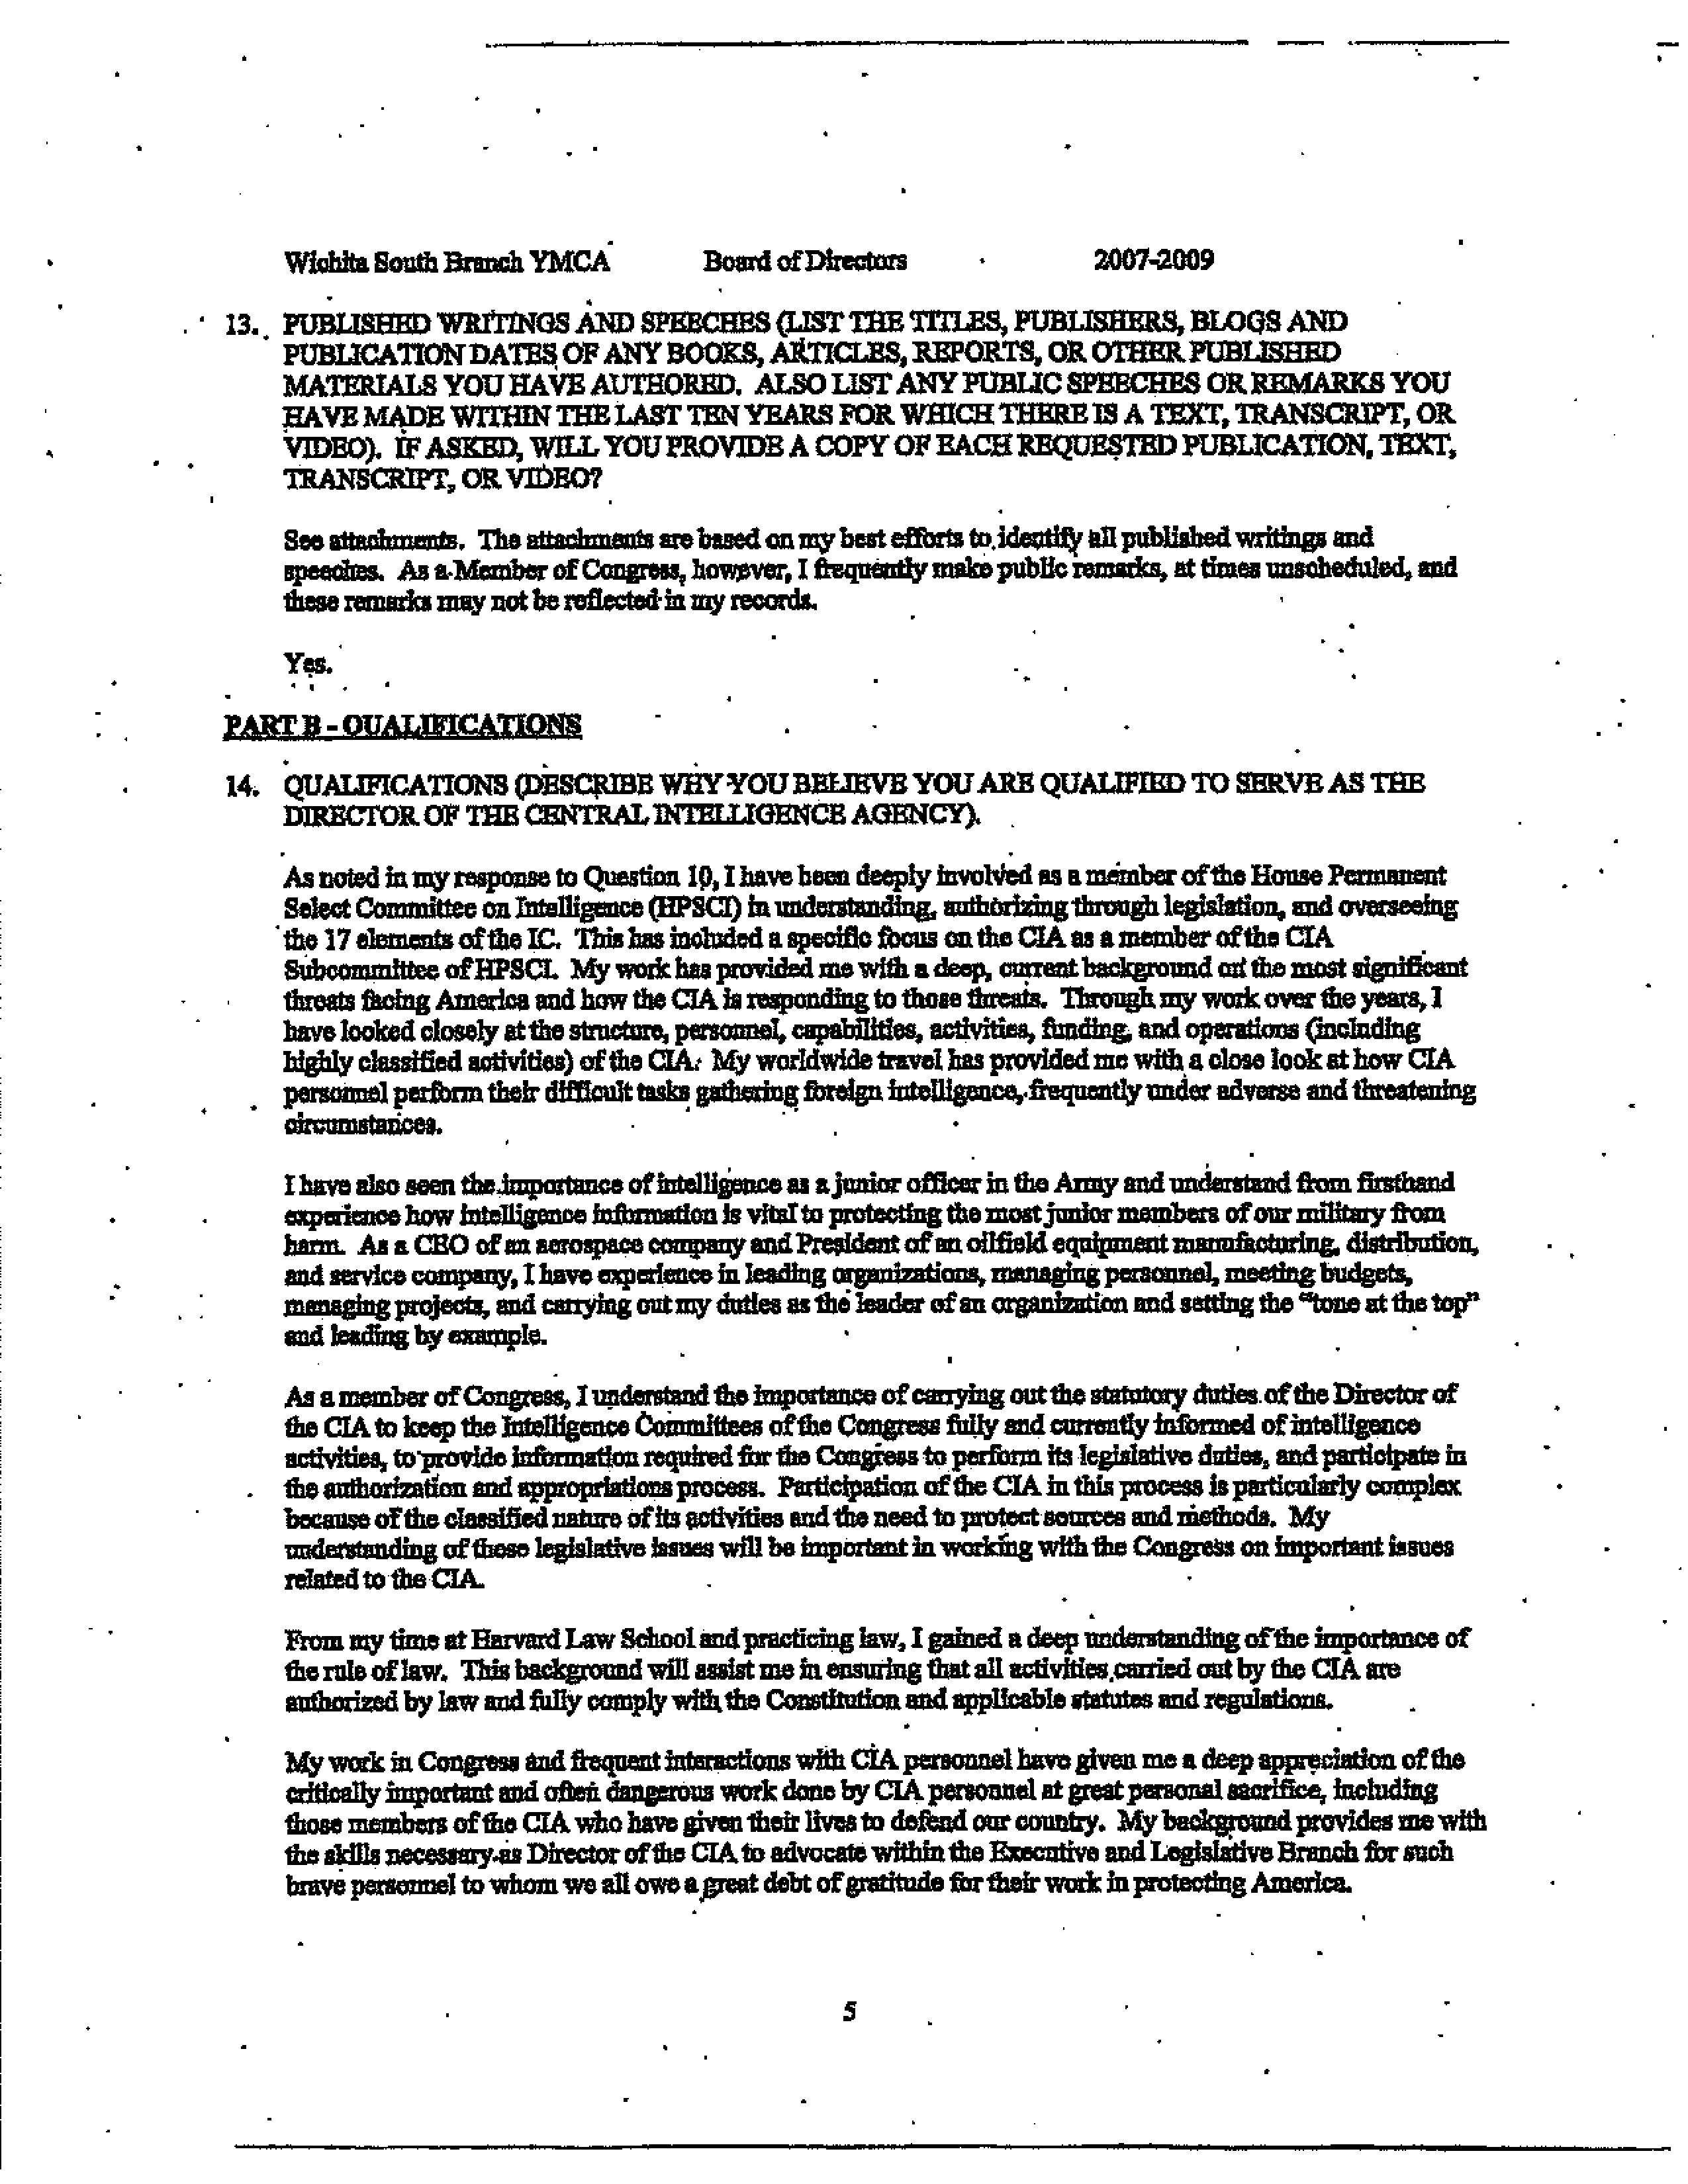 Wichita South Branch YMCA Board of Directors 2007-2009
13. PUBLISHED WRITINGS AND SPEECHES (LIST THE TITLES, PUBLISHERS, BLOGS AND
PUBLICATION DATES OF ANY BOOKS, ARTICLES, REPORTS, OR OTHER PUBLISHED
MATERIALS YOU HAVE AUTHORED. ALSO LIST ANY PUBLIC SPEECHES OR REMARKS YOU
HAVE MADE WITHIN THE LAST TEN YEARS FOR WHICH THERE IS A TEXT, TRANSCRIPT, OR
VIDEO). IF ASKED, WILL YOU PROVIDE A COPY OF EACH REQUESTED PUBLICATION, TEXT,
TRANSCRIPT, OR VIDEO?
See attachments. The attachments are based on my best efforts to identify all published writings and
speeches. As a Member of Congress, however, I frequently make public remarks, at times unscheduled, and
these remarks may not be reflected in my records.
Yes.
PART B - QUALIFICATIONS
14. QUALIFICATIONS (DESCRIBE WHY YOU BELIEVE YOU ARE QUALIFIED TO SERVE AS THE
DIRECTOR OF THE CENTRAL INTELLIGENCE AGENCY).
As noted in my response to Question 10, I have been deeply involved as a member of the House Permanent
Select Committee on Intelligence (HPSCI) in understanding, authorizing through legislation, and overseeing
the 17 elements of the IC. This has included a specific focus on the CIA as a member of the CIA
Subcommittee of HPSCI. My work has provided me with a deep, current background on the most significant
threats facing America and how the CIA is responding to those threats. Through my work over the years, I
have looked closely at the structure, personnel, capabilities, activities, funding, and operations (including
highly classified activities) of the CIA. My worldwide travel has provided me with a close look at how CIA
personnel perform their difficult tasks gathering foreign intelligence, frequently under adverse and threatening
circumstances.
I have also seen the importance of intelligence as a junior officer in the Army and understand from firsthand
experience how intelligence information is vital to protecting the most junior members of our military from
harm. As a CEO of an aerospace company and President of an oilfield equipment manufacturing, distribution,
and service company, I have experience in leading organizations, managing personnel, meeting budgets,
managing projects, and carrying out my duties as the leader of an organization and setting the "tone at the top"
and leading by example.
As a member of Congress, I understand the importance of carrying out the statutory duties of the Director of
the CIA to keep the Intelligence Committees of the Congress fully and currently informed of intelligence
activities, to provide information required for the Congress to perform its legislative duties, and participate in
the authorization and appropriations process. Participation of the CIA in this process is particularly complex
because of the classified nature of its activities and the need to protect sources and methods. My
understanding of these legislative issues will be important in working with the Congress on important issues
related to the CIA.
From my time at Harvard Law School and practicing law, I gained a deep understanding of the importance of
the rule of law. This background will assist me in ensuring that all activities carried out by the CIA are
authorized by law and fully comply with the Constitution and applicable statutes and regulations.
My work in Congress and frequent interactions with CIA personnel have given me a deep appreciation of the
critically important and often dangerous work done by CIA personnel at great personal sacrifice, including
those members of the CIA who have given their lives to defend our country. My background provides me with
the skills necessary as Director of the CIA to advocate within the Executive and Legislative Branch for such
brave personnel to whom we all owe a great debt of gratitude for their work in protecting America.
5